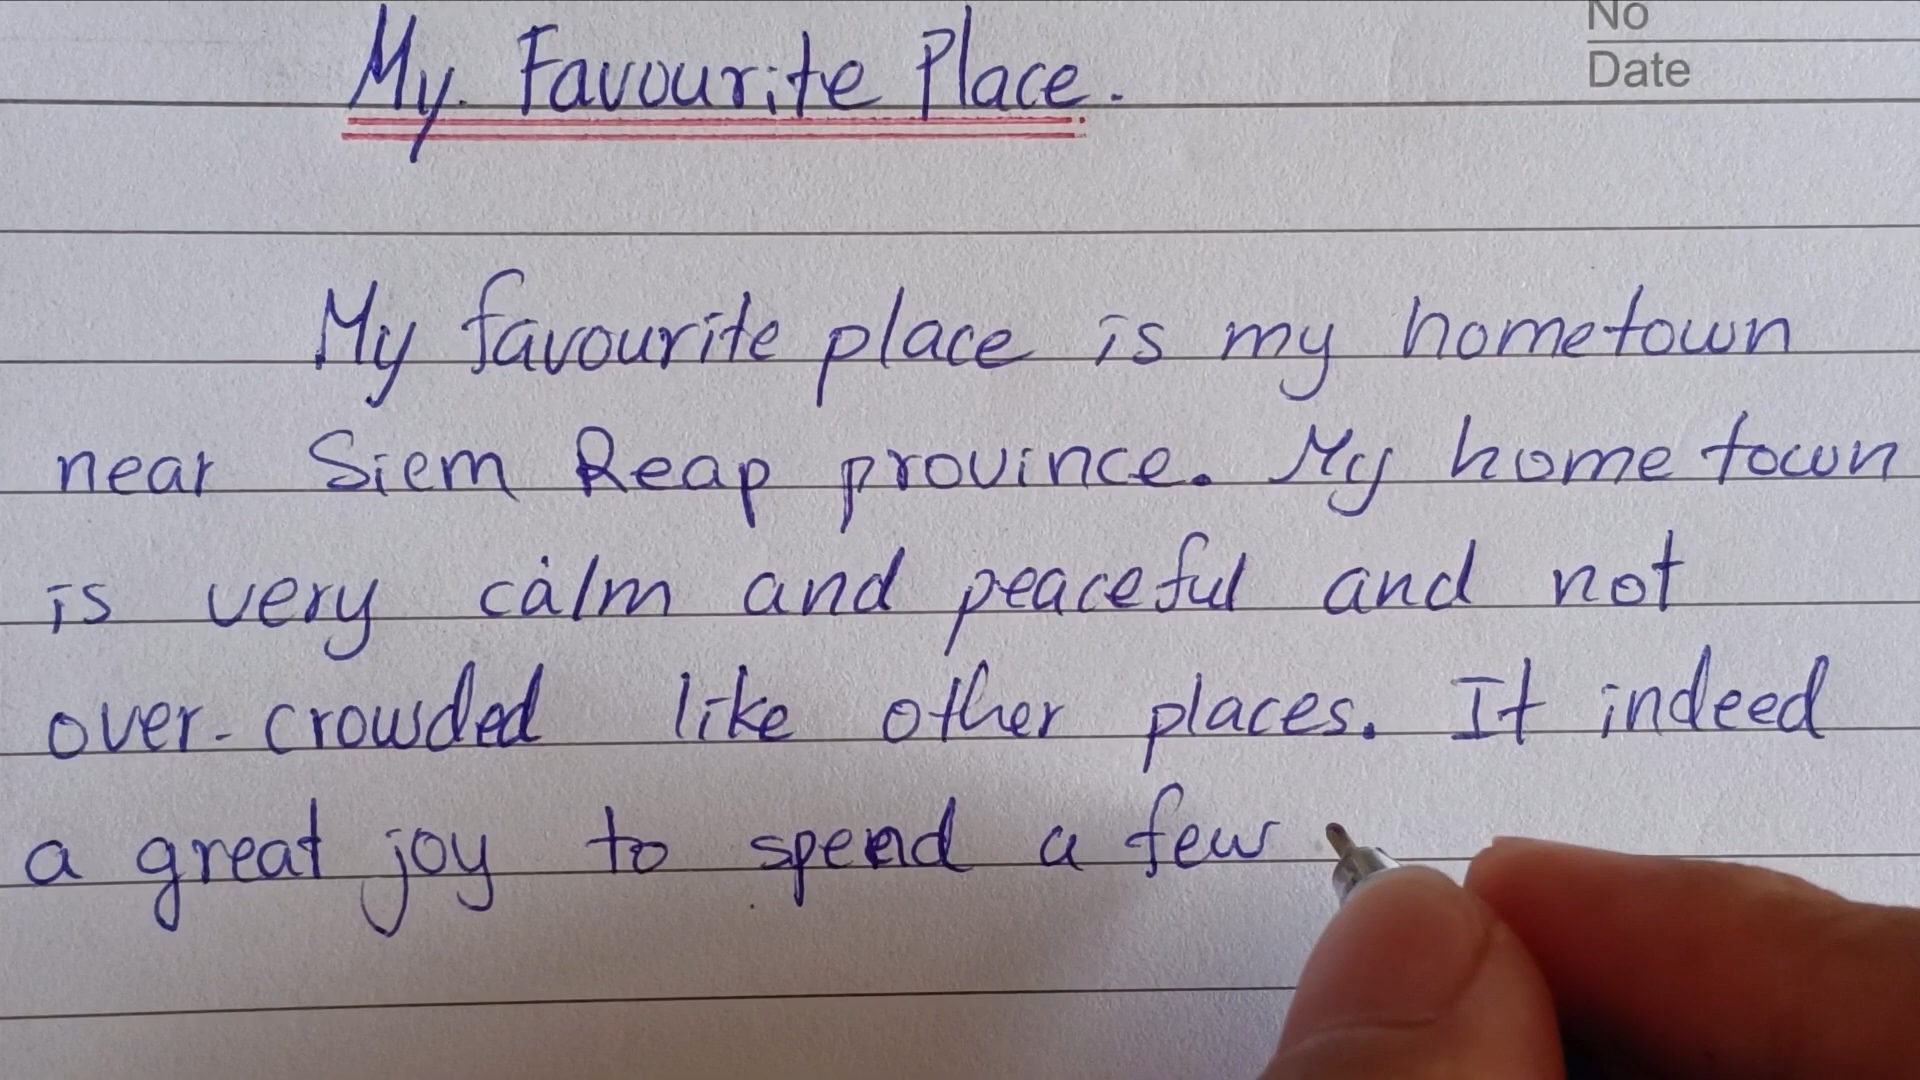 No
Date
My Favourite Place.
My favourite place is my hometown
near Siem Reap province. My hometown
is very calm and peaceful and not
over-crowded like other places. It indeed
a great joy to spend a few